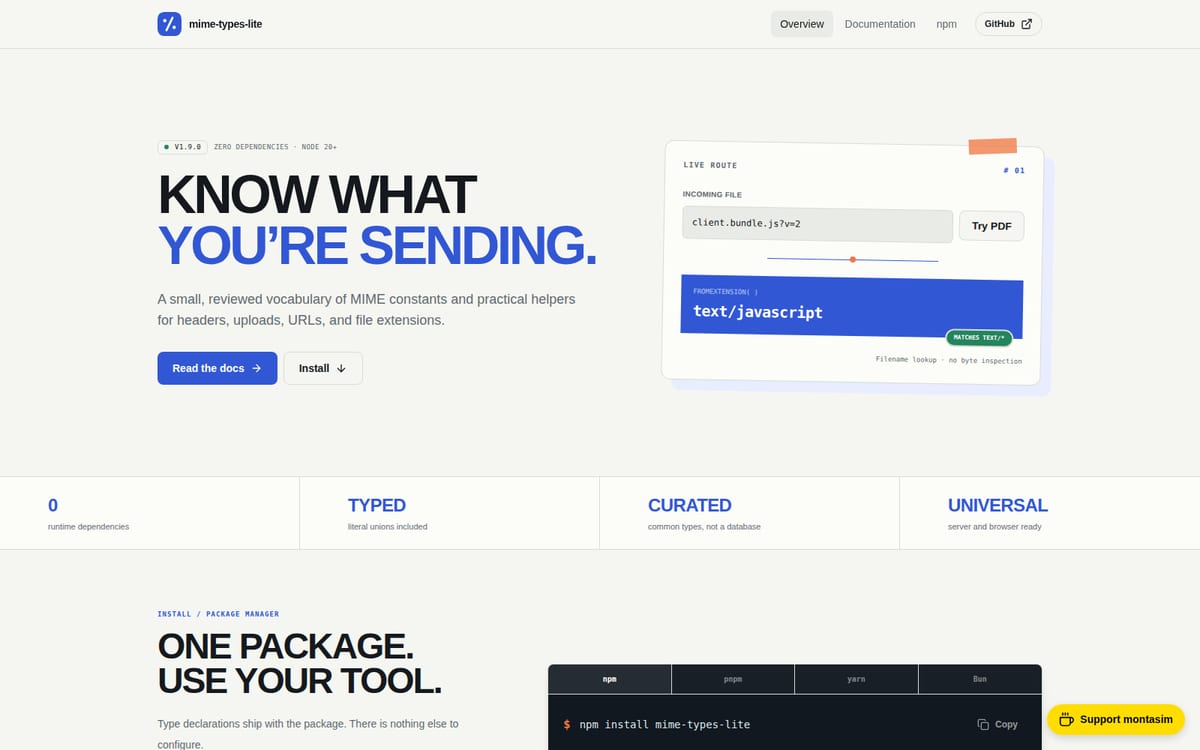 mime-types-lite
Overview
Documentation
npm
GitHub
V1.9.0
ZERO DEPENDENCIES · NODE 20+
KNOW WHAT
YOU’RE SENDING.
A small, reviewed vocabulary of MIME constants and practical helpers
for headers, uploads, URLs, and file extensions.
Read the docs
Install
LIVE ROUTE
# 01
INCOMING FILE
client.bundle.js?v=2
Try PDF
FROMEXTENSION( )
text/javascript
MATCHES TEXT/*
Filename lookup · no byte inspection
0
runtime dependencies
TYPED
literal unions included
CURATED
common types, not a database
UNIVERSAL
server and browser ready
INSTALL / PACKAGE MANAGER
ONE PACKAGE.
USE YOUR TOOL.
Type declarations ship with the package. There is nothing else to
configure.
npm
pnpm
yarn
Bun
$ npm install mime-types-lite
Copy
Support montasim